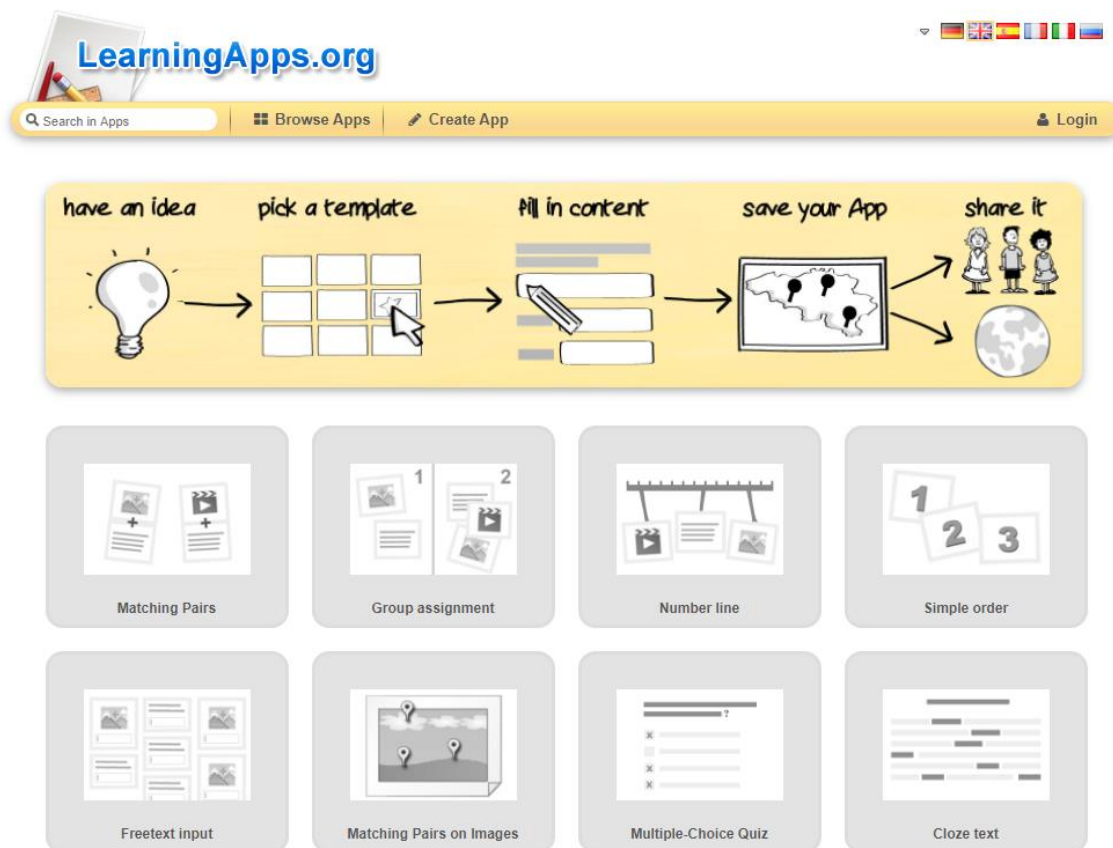 LearningApps.org
Search in Apps Browse Apps Create App Login
have an idea pick a template fill in content save your App share it
1 2
1
2
3
Matching Pairs Group assignment Number line Simple order
?
Freetext input Matching Pairs on Images Multiple-Choice Quiz Cloze text